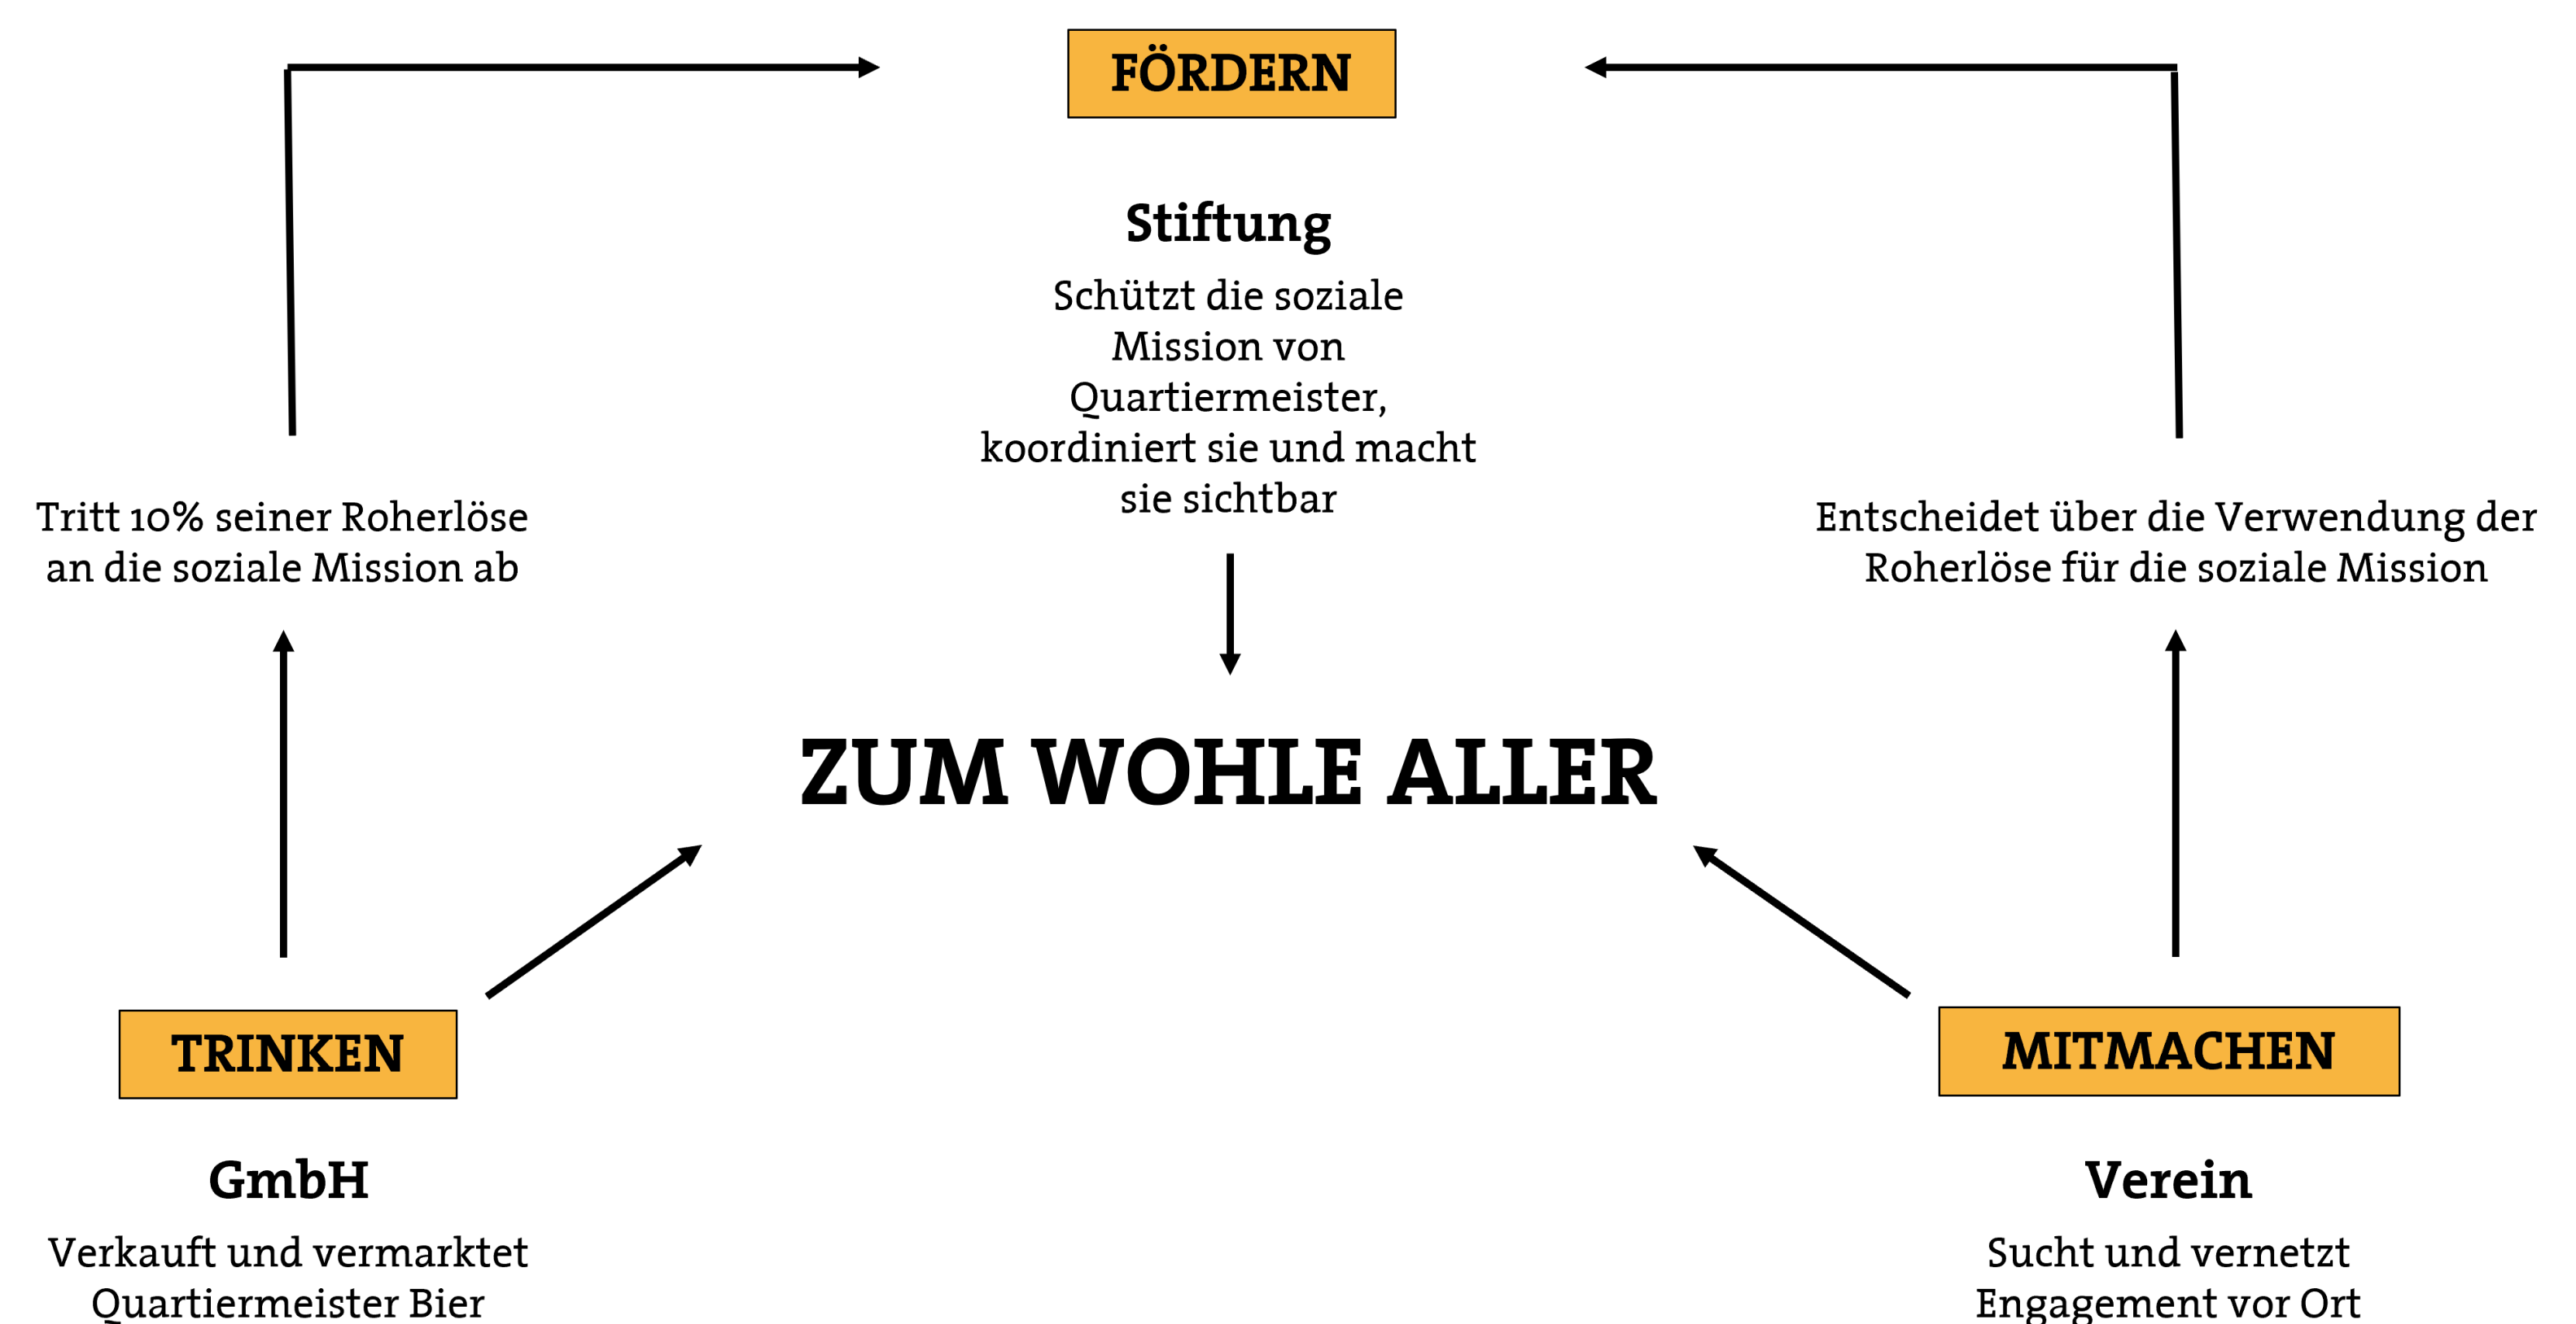 FÖRDERN
Stiftung
Schützt die soziale
Mission von
Quartiermeister,
koordiniert sie und macht
sie sichtbar
Tritt 10% seiner Roherlöse
an die soziale Mission ab
Entscheidet über die Verwendung der
Roherlöse für die soziale Mission
ZUM WOHLE ALLER
TRINKEN
GmbH
Verkauft und vermarktet
Quartiermeister Bier
MITMACHEN
Verein
Sucht und vernetzt
Engagement vor Ort